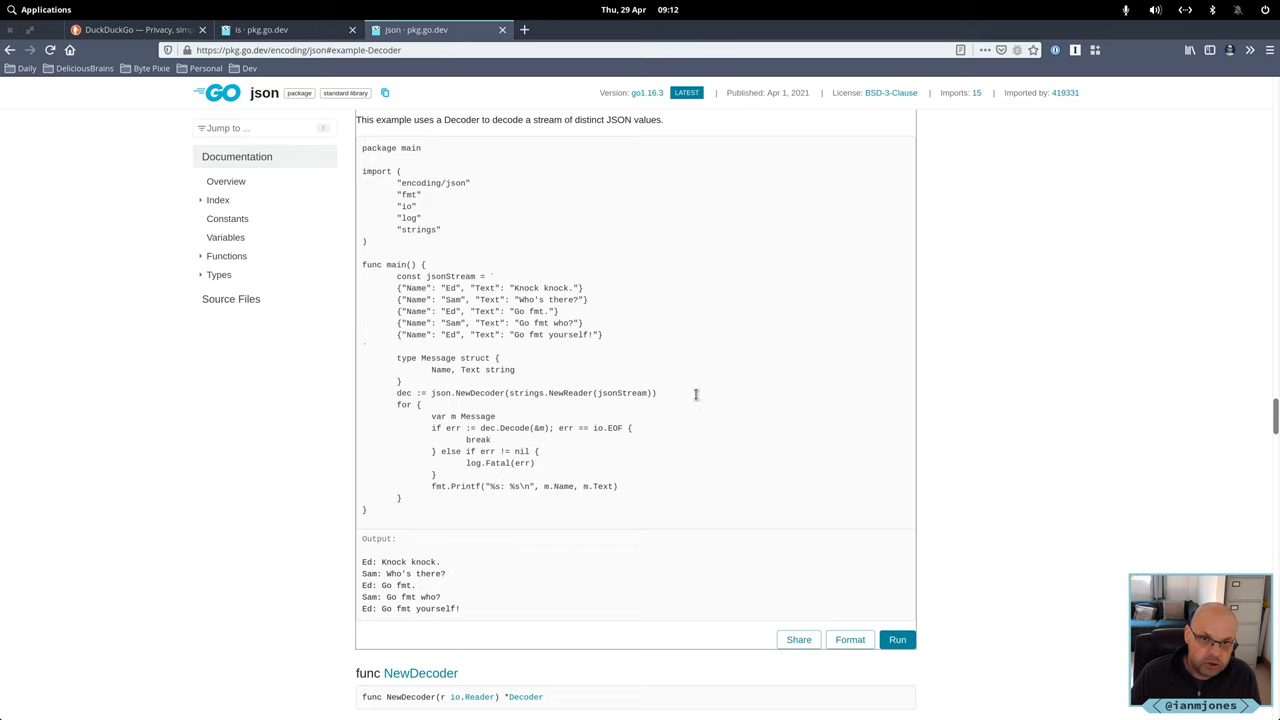 Applications
Thu, 29 Apr 09:12
DuckDuckGo — Privacy, simp
is · pkg.go.dev
json · pkg.go.dev
https://pkg.go.dev/encoding/json#example-Decoder
Daily
DeliciousBrains
Byte Pixie
Personal
Dev
GO json package standard library
Version: go1.16.3 LATEST | Published: Apr 1, 2021 | License: BSD-3-Clause | Imports: 15 | Imported by: 419331
Jump to ...
Documentation
Overview
Index
Constants
Variables
Functions
Types
Source Files
This example uses a Decoder to decode a stream of distinct JSON values.
package main
import (
"encoding/json"
"fmt"
"io"
"log"
"strings"
)
func main() {
const jsonStream = `
{"Name": "Ed", "Text": "Knock knock."}
{"Name": "Sam", "Text": "Who's there?"}
{"Name": "Ed", "Text": "Go fmt."}
{"Name": "Sam", "Text": "Go fmt who?"}
{"Name": "Ed", "Text": "Go fmt yourself!"}
`
type Message struct {
Name, Text string
}
dec := json.NewDecoder(strings.NewReader(jsonStream))
for {
var m Message
if err := dec.Decode(&m); err == io.EOF {
break
} else if err != nil {
log.Fatal(err)
}
fmt.Printf("%s: %s\n", m.Name, m.Text)
}
}
Output:
Ed: Knock knock.
Sam: Who's there?
Ed: Go fmt.
Sam: Go fmt who?
Ed: Go fmt yourself!
Share
Format
Run
func NewDecoder
func NewDecoder(r io.Reader) *Decoder
@ianmjones